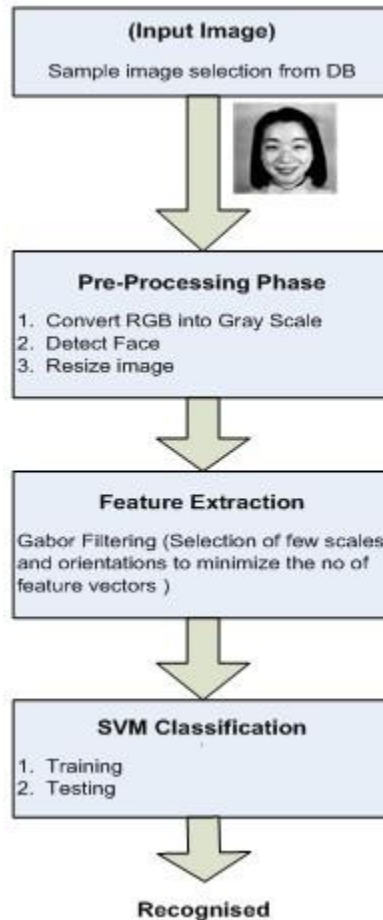 (Input Image)
Sample image selection from DB
Pre-Processing Phase
1. Convert RGB into Gray Scale
2. Detect Face
3. Resize image
Feature Extraction
Gabor Filtering (Selection of few scales
and orientations to minimize the no of
feature vectors )
SVM Classification
1. Training
2. Testing
Recognised